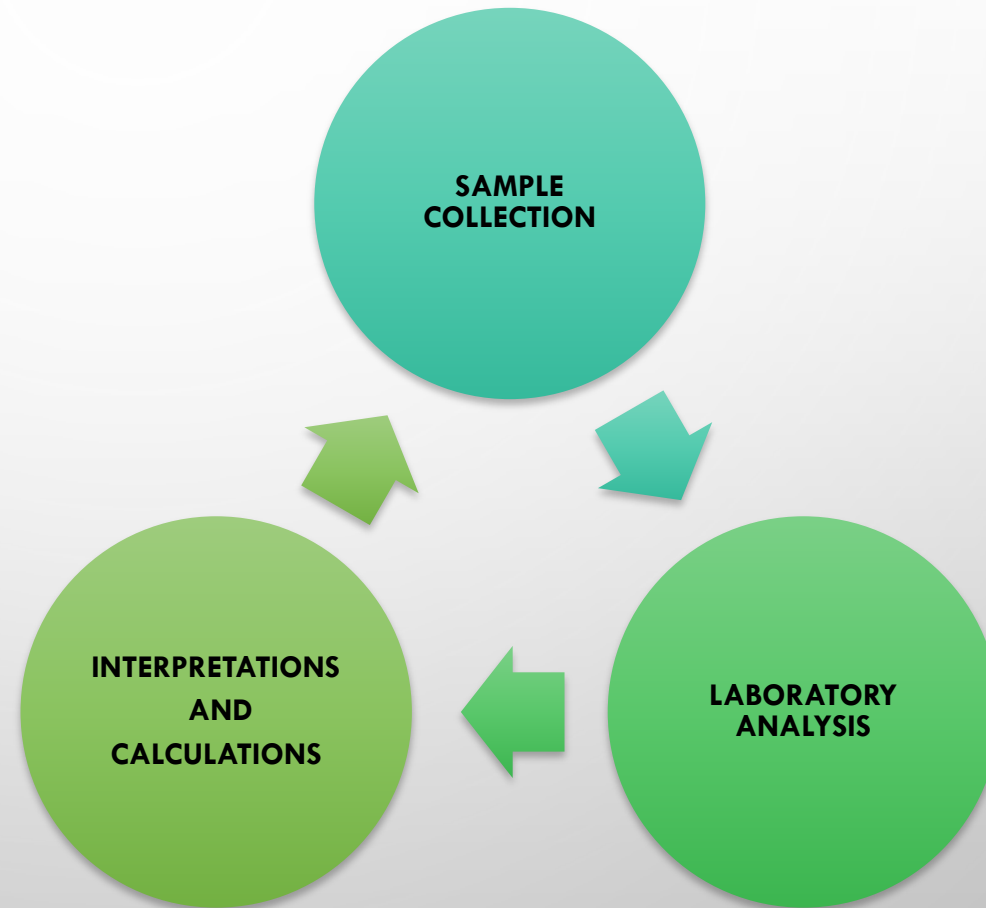 SAMPLE
COLLECTION
LABORATORY
ANALYSIS
INTERPRETATIONS
AND
CALCULATIONS